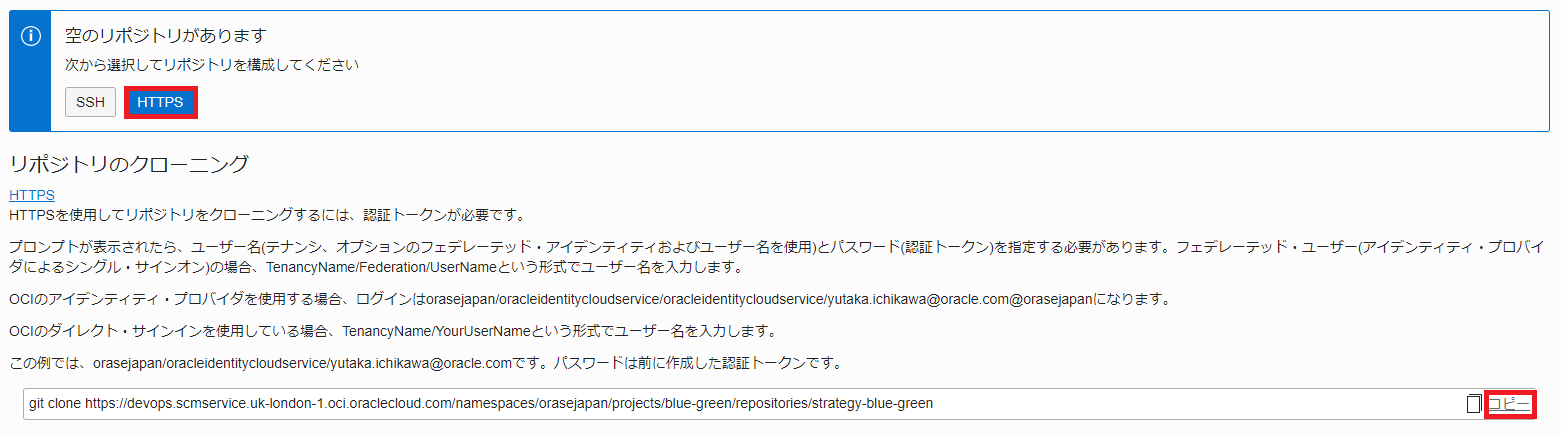 空のリポジトリがあります
次から選択してリポジトリを構成してください
SSH HTTPS
リポジトリのクローニング
HTTPS
HTTPSを使用してリポジトリをクローニングするには、認証トークンが必要です。
プロンプトが表示されたら、ユーザー名(テナンシ、オプションのフェデレーテッド・アイデンティティおよびユーザー名を使用)とパスワード(認証トークン)を指定する必要があります。フェデレーテッド・ユーザー(アイデンティティ・プロバイ
ダによるシングル・サインオン)の場合、TenancyName/Federation/UserNameという形式でユーザー名を入力します。
OCIのアイデンティティ・プロバイダを使用する場合、ログインはorasejapan/oracleidentitycloudservice/oracleidentitycloudservice/yutaka.ichikawa@oracle.com@orasejapanになります。
OCIのダイレクト・サインインを使用している場合、TenancyName/YourUserNameという形式でユーザー名を入力します。
この例では、orasejapan/oracleidentitycloudservice/yutaka.ichikawa@oracle.comです。パスワードは前に作成した認証トークンです。
git clone https://devops.scmservice.uk-london-1.oci.oraclecloud.com/namespaces/orasejapan/projects/blue-green/repositories/strategy-blue-green コピー